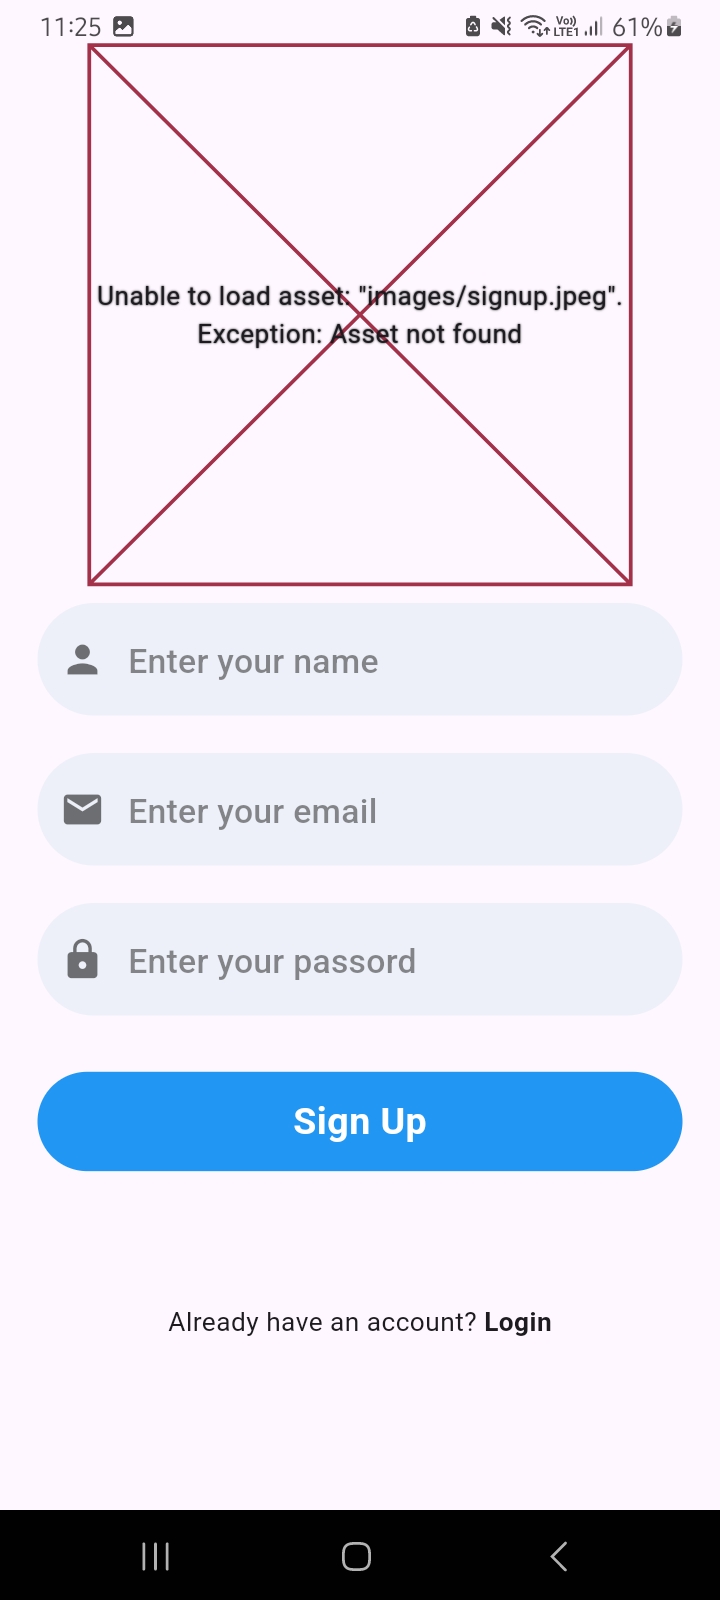 11:25 Vo)) LTE1 61%
Unable to load asset: "images/signup.jpeg".
Exception: Asset not found
Enter your name
Enter your email
Enter your passord
Sign Up
Already have an account? Login